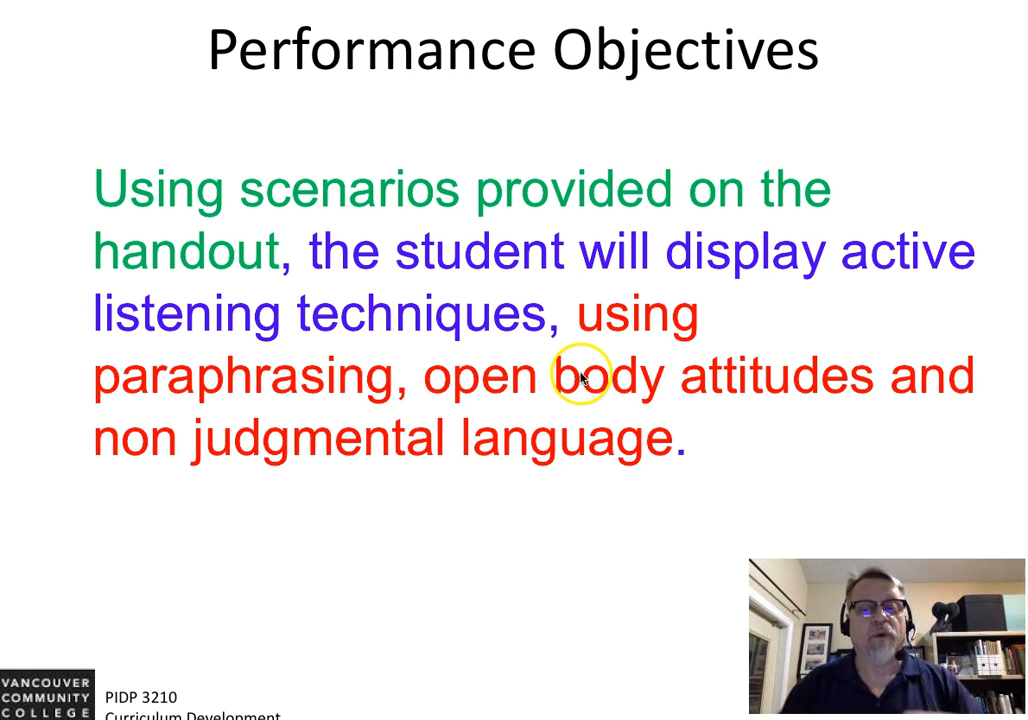 Performance Objectives
Using scenarios provided on the
handout, the student will display active
listening techniques, using
paraphrasing, open body attitudes and
non judgmental language.
VANCOUVER
COMMUNITY
COLLEGE
PIDP 3210
Curriculum Development